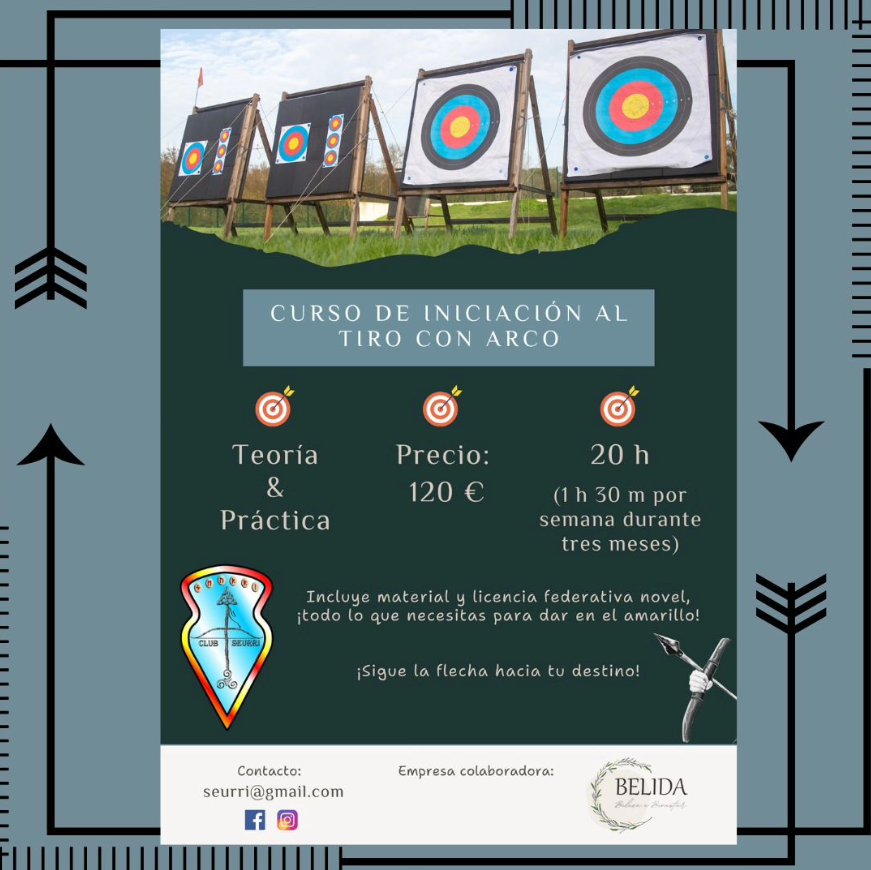 CURSO DE INICIACIÓN AL
TIRO CON ARCO
Teoría
&
Práctica
Precio:
120 €
20 h
(1 h 30 m por
semana durante
tres meses)
CLUB SEURRI
Incluye material y licencia federativa novel,
¡todo lo que necesitas para dar en el amarillo!
¡Sigue la flecha hacia tu destino!
Contacto:
seurri@gmail.com
Empresa colaboradora:
BELIDA
Belleza y Bienestar